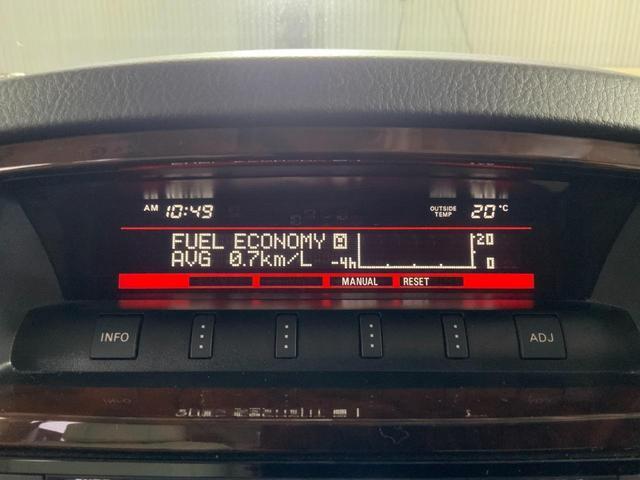 AM 10:49 OUTSIDE TEMP 20°C
FUEL ECONOMY
AVG 0.7km/L -4h
20
0
MANUAL RESET
INFO ADJ